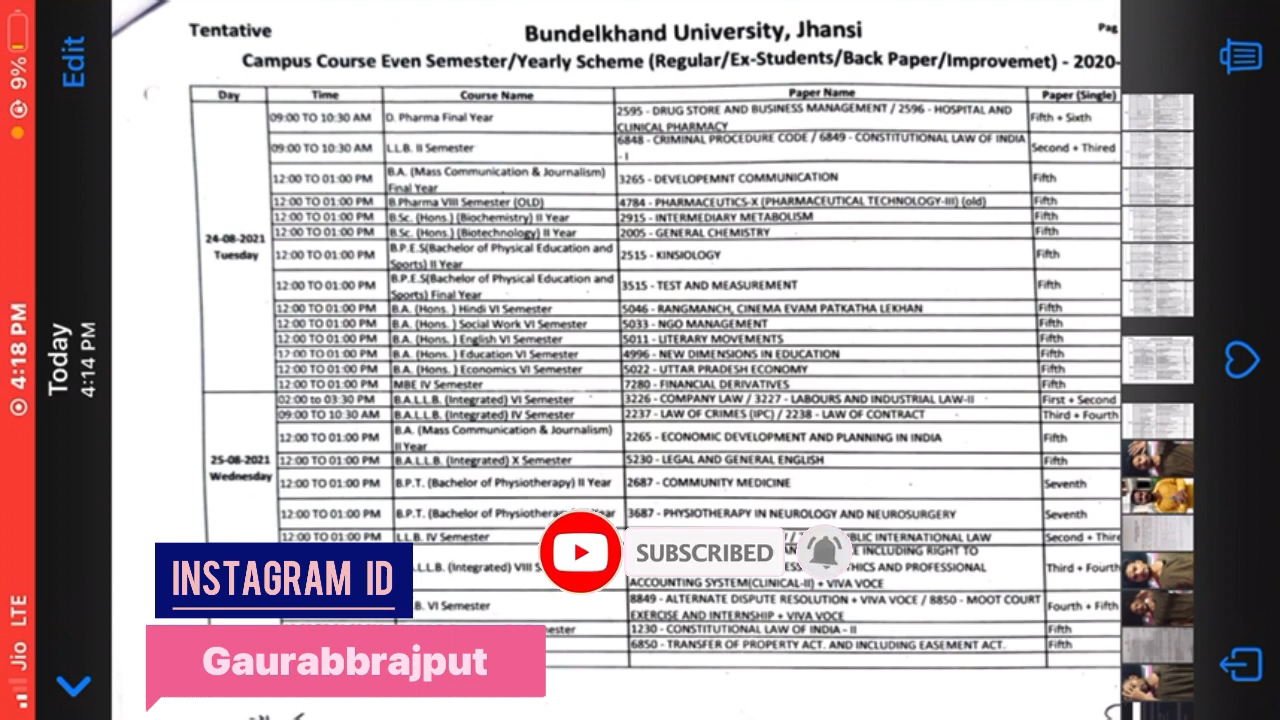 9%
4:18 PM
Jio LTE
Edit
Today
4:14 PM
Tentative
Bundelkhand University, Jhansi
Pag
Campus Course Even Semester/Yearly Scheme (Regular/Ex-Students/Back Paper/Improvemet) - 2020-
Day Time Course Name Paper Name Paper (Single)
09:00 TO 10:30 AM D. Pharma Final Year 2595 - DRUG STORE AND BUSINESS MANAGEMENT / 2596 - HOSPITAL AND CLINICAL PHARMACY Fifth + Sixth
09:00 TO 10:30 AM L.L.B. II Semester 6848 - CRIMINAL PROCEDURE CODE / 6849 - CONSTITUTIONAL LAW OF INDIA - I Second + Thired
12:00 TO 01:00 PM B.A. (Mass Communication & Journalism) Final Year 3265 - DEVELOPEMNT COMMUNICATION Fifth
12:00 TO 01:00 PM B.Pharma VIII Semester (OLD) 4784 - PHARMACEUTICS-X (PHARMACEUTICAL TECHNOLOGY-III) (old) Fifth
12:00 TO 01:00 PM B.Sc. (Hons.) (Biochemistry) II Year 2915 - INTERMEDIARY METABOLISM Fifth
12:00 TO 01:00 PM B.Sc. (Hons.) (Biotechnology) II Year 2005 - GENERAL CHEMISTRY Fifth
24-08-2021 Tuesday
12:00 TO 01:00 PM B.P.E.S(Bachelor of Physical Education and Sports) II Year 2515 - KINSIOLOGY Fifth
12:00 TO 01:00 PM B.P.E.S(Bachelor of Physical Education and Sports) Final Year 3515 - TEST AND MEASUREMENT Fifth
12:00 TO 01:00 PM B.A. (Hons. ) Hindi VI Semester 5046 - RANGMANCH, CINEMA EVAM PATKATHA LEKHAN Fifth
12:00 TO 01:00 PM B.A. (Hons. ) Social Work VI Semester 5033 - NGO MANAGEMENT Fifth
12:00 TO 01:00 PM B.A. (Hons. ) English VI Semester 5011 - LITERARY MOVEMENTS Fifth
12:00 TO 01:00 PM B.A. (Hons. ) Education VI Semester 4996 - NEW DIMENSIONS IN EDUCATION Fifth
12:00 TO 01:00 PM B.A. (Hons. ) Economics VI Semester 5022 - UTTAR PRADESH ECONOMY Fifth
12:00 TO 01:00 PM MBE IV Semester 7280 - FINANCIAL DERIVATIVES Fifth
02:00 to 03:30 PM B.A.L.L.B. (Integrated) VI Semester 3226 - COMPANY LAW / 3227 - LABOURS AND INDUSTRIAL LAW-II First + Second
09:00 TO 10:30 AM B.A.L.L.B. (Integrated) IV Semester 2237 - LAW OF CRIMES (IPC) / 2238 - LAW OF CONTRACT Third + Fourth
12:00 TO 01:00 PM B.A. (Mass Communication & Journalism) II Year 2265 - ECONOMIC DEVELOPMENT AND PLANNING IN INDIA Fifth
25-08-2021 Wednesday
12:00 TO 01:00 PM B.A.L.L.B. (Integrated) X Semester 5230 - LEGAL AND GENERAL ENGLISH Fifth
12:00 TO 01:00 PM B.P.T. (Bachelor of Physiotherapy) II Year 2687 - COMMUNITY MEDICINE Seventh
12:00 TO 01:00 PM B.P.T. (Bachelor of Physiothera Year 3687 - PHYSIOTHERAPY IN NEUROLOGY AND NEUROSURGERY Seventh
12:00 TO 01:00 PM L.L.B. IV Semester BLIC INTERNATIONAL LAW Second + Thire
.L.L.B. (Integrated) VIII S E INCLUDING RIGHT TO HICS AND PROFESSIONAL ACCOUNTING SYSTEM(CLINICAL-II) + VIVA VOCE Third + Fourth
B. VI Semester 8849 - ALTERNATE DISPUTE RESOLUTION + VIVA VOCE / 8850 - MOOT COURT EXERCISE AND INTERNSHIP + VIVA VOCE Fourth + Fifth
mester 1230 - CONSTITUTIONAL LAW OF INDIA - II Fifth
6850 - TRANSFER OF PROPERTY ACT. AND INCLUDING EASEMENT ACT. Fifth
SUBSCRIBED
INSTAGRAM ID
Gaurabbrajput